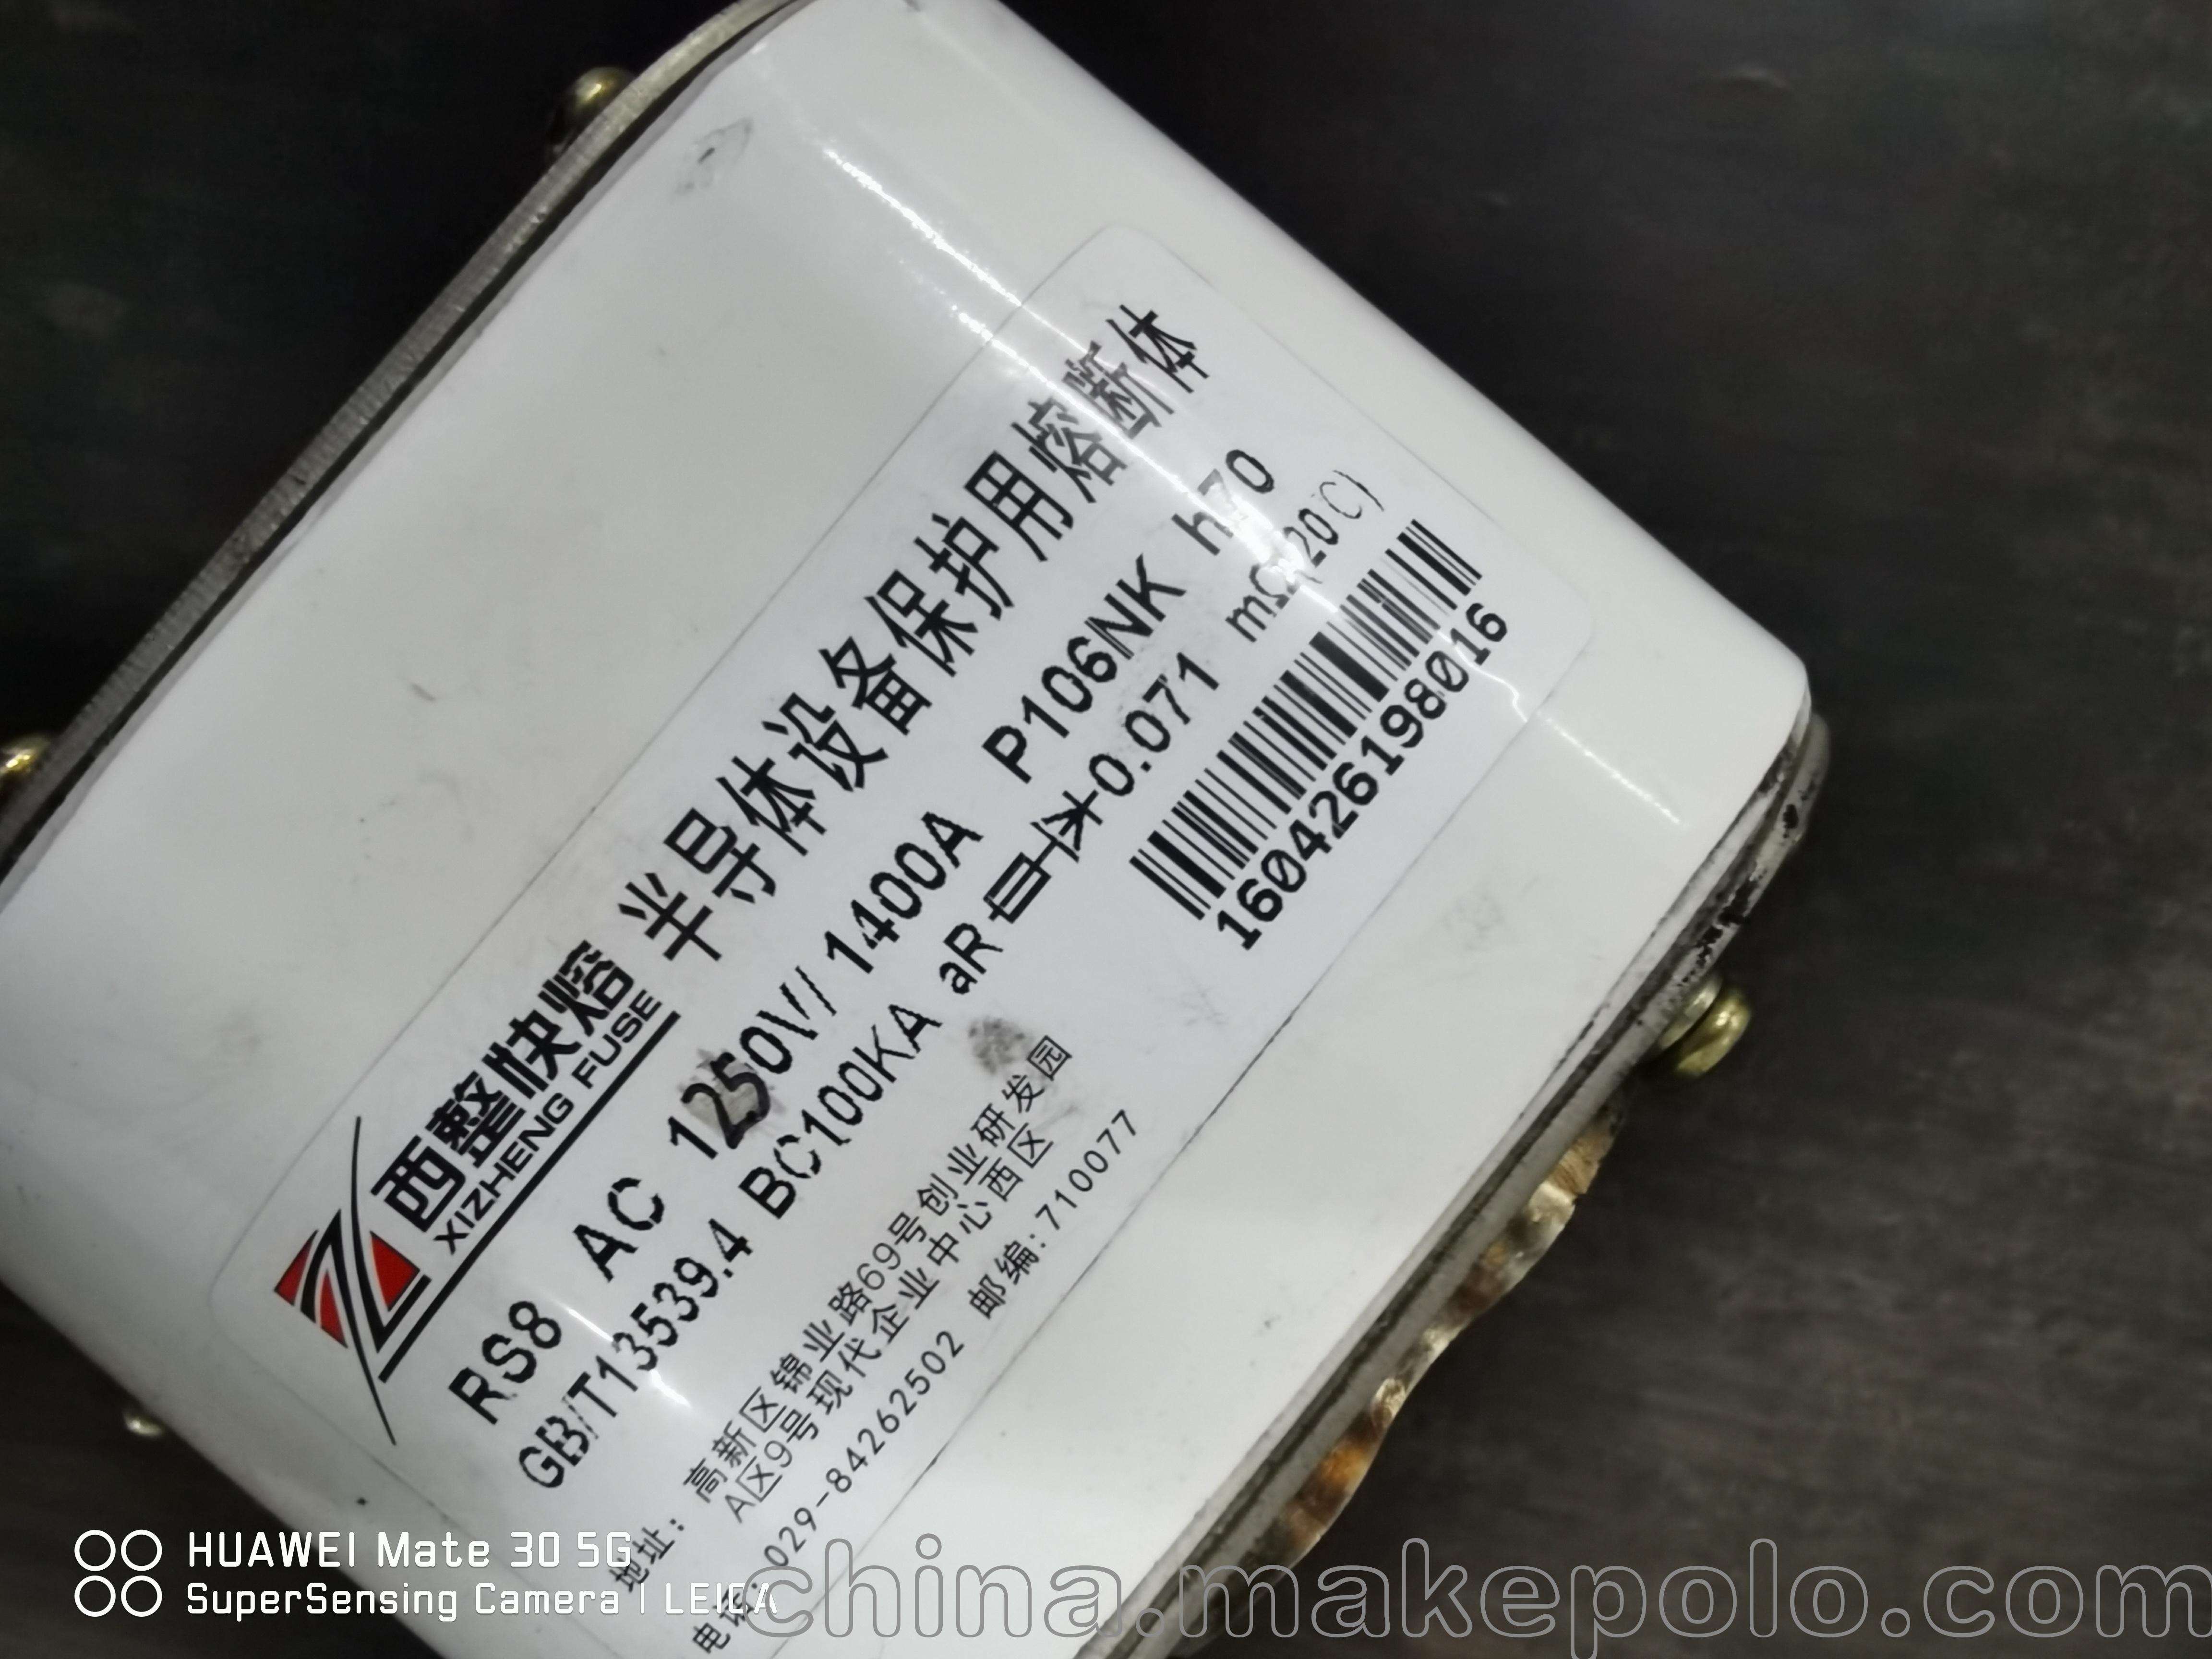 西整快熔 半导体设备保护用熔断体
XIZHENG FUSE
RS8 AC 1250V// 1400A P106NK h70
GB/T13539.4 BC100KA aR 0.071 mΩ(20℃)
160426198016
地址：高新区锦业路69号创业研发园
A区9号现代企业中心西区
电话：029-84262502 邮编：710077
HUAWEI Mate 30 5G
SuperSensing Camera | LEICA
china.makepolo.com